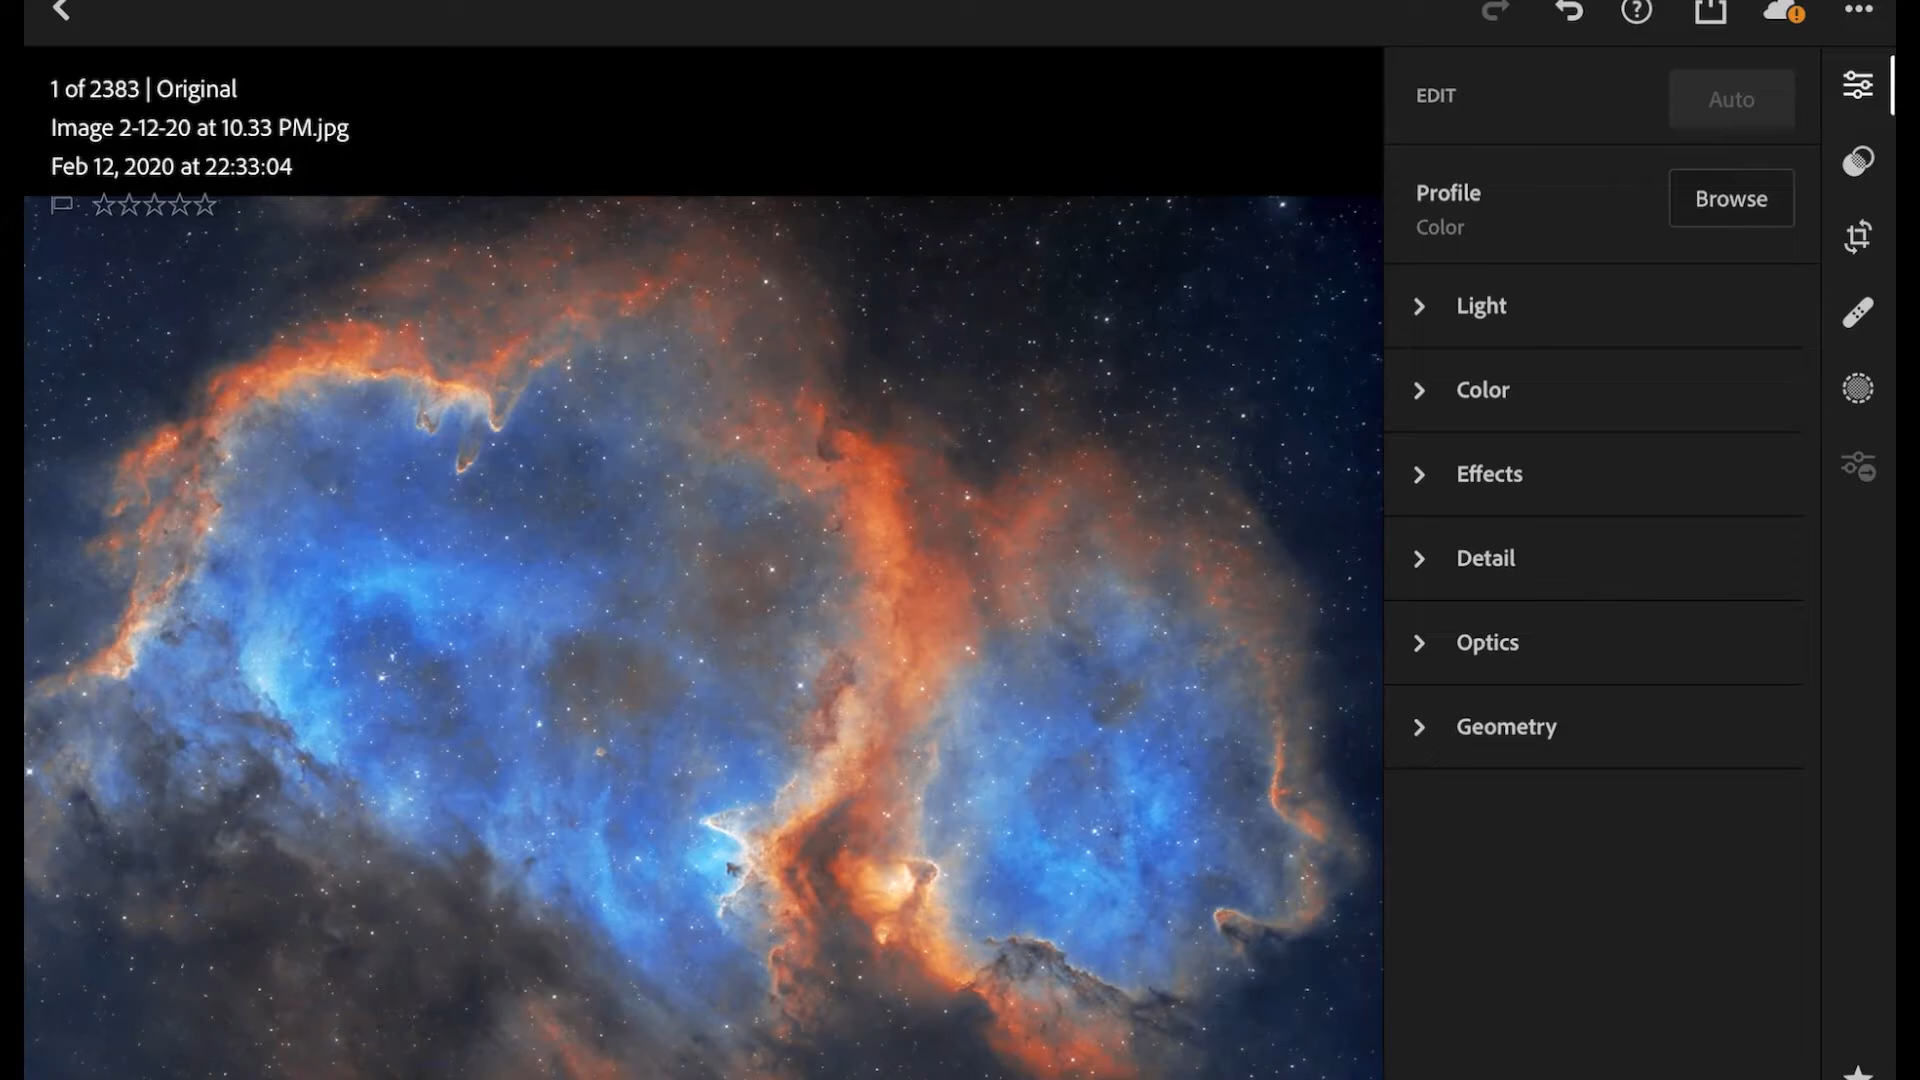 1 of 2383 | Original
Image 2-12-20 at 10.33 PM.jpg
Feb 12, 2020 at 22:33:04
EDIT
Auto
Profile
Color
Browse
Light
Color
Effects
Detail
Optics
Geometry